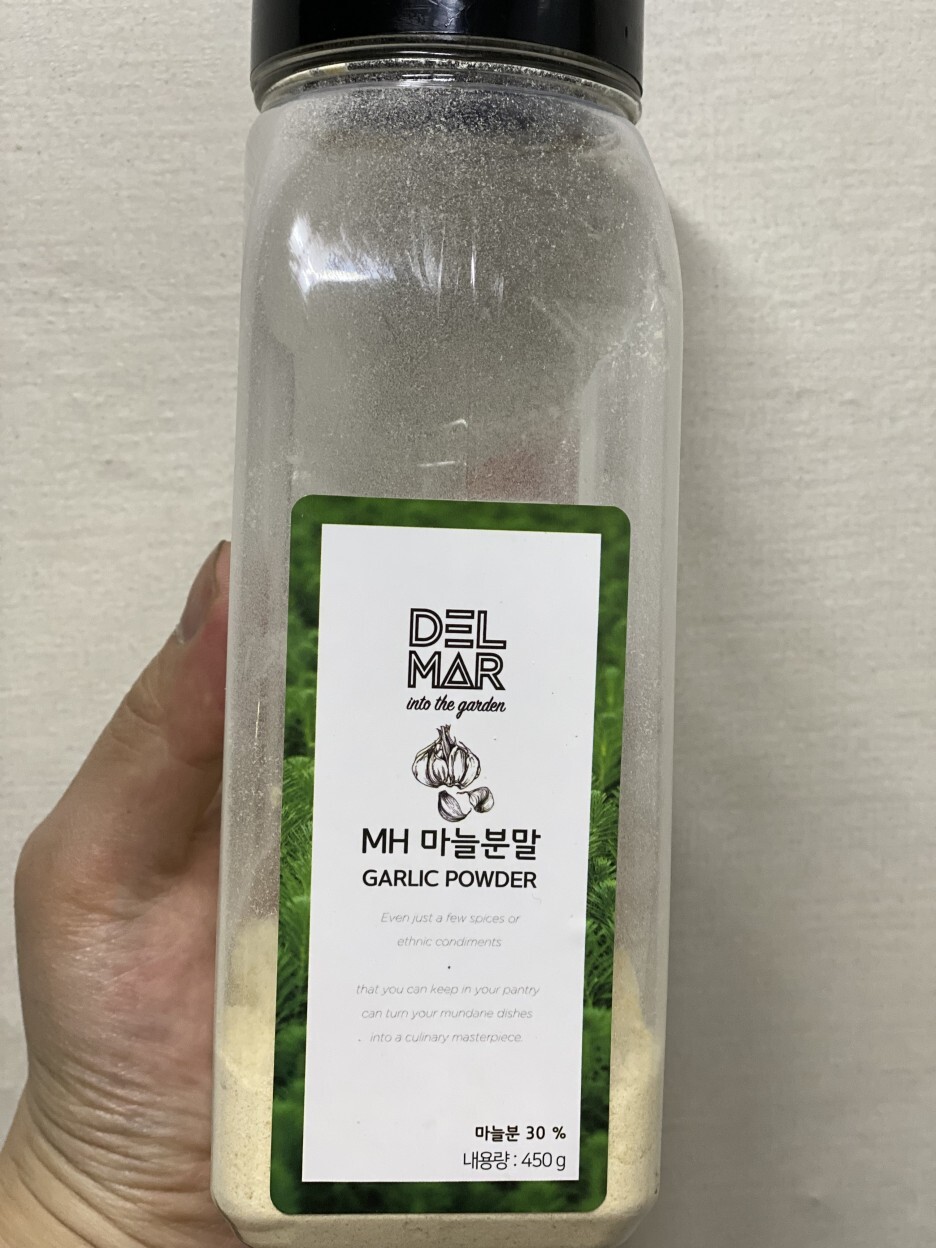 DEL
MAR
into the garden
MH 마늘분말
GARLIC POWDER
Even just a few spices or
ethnic condiments
that you can keep in your pantry
can turn your mundane dishes
into a culinary masterpiece.
마늘분 30 %
내용량 : 450 g